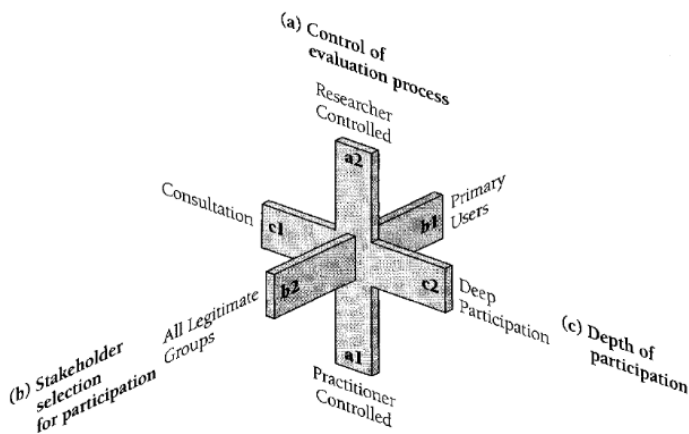 (a) Control of
evaluation process
Researcher
Controlled
a2
Consultation
c1
Primary
Users
b1
b2
c2
All Legitimate
Groups
Deep
Participation
(b) Stakeholder
selection
for participation
(c) Depth of
participation
a1
Practitioner
Controlled